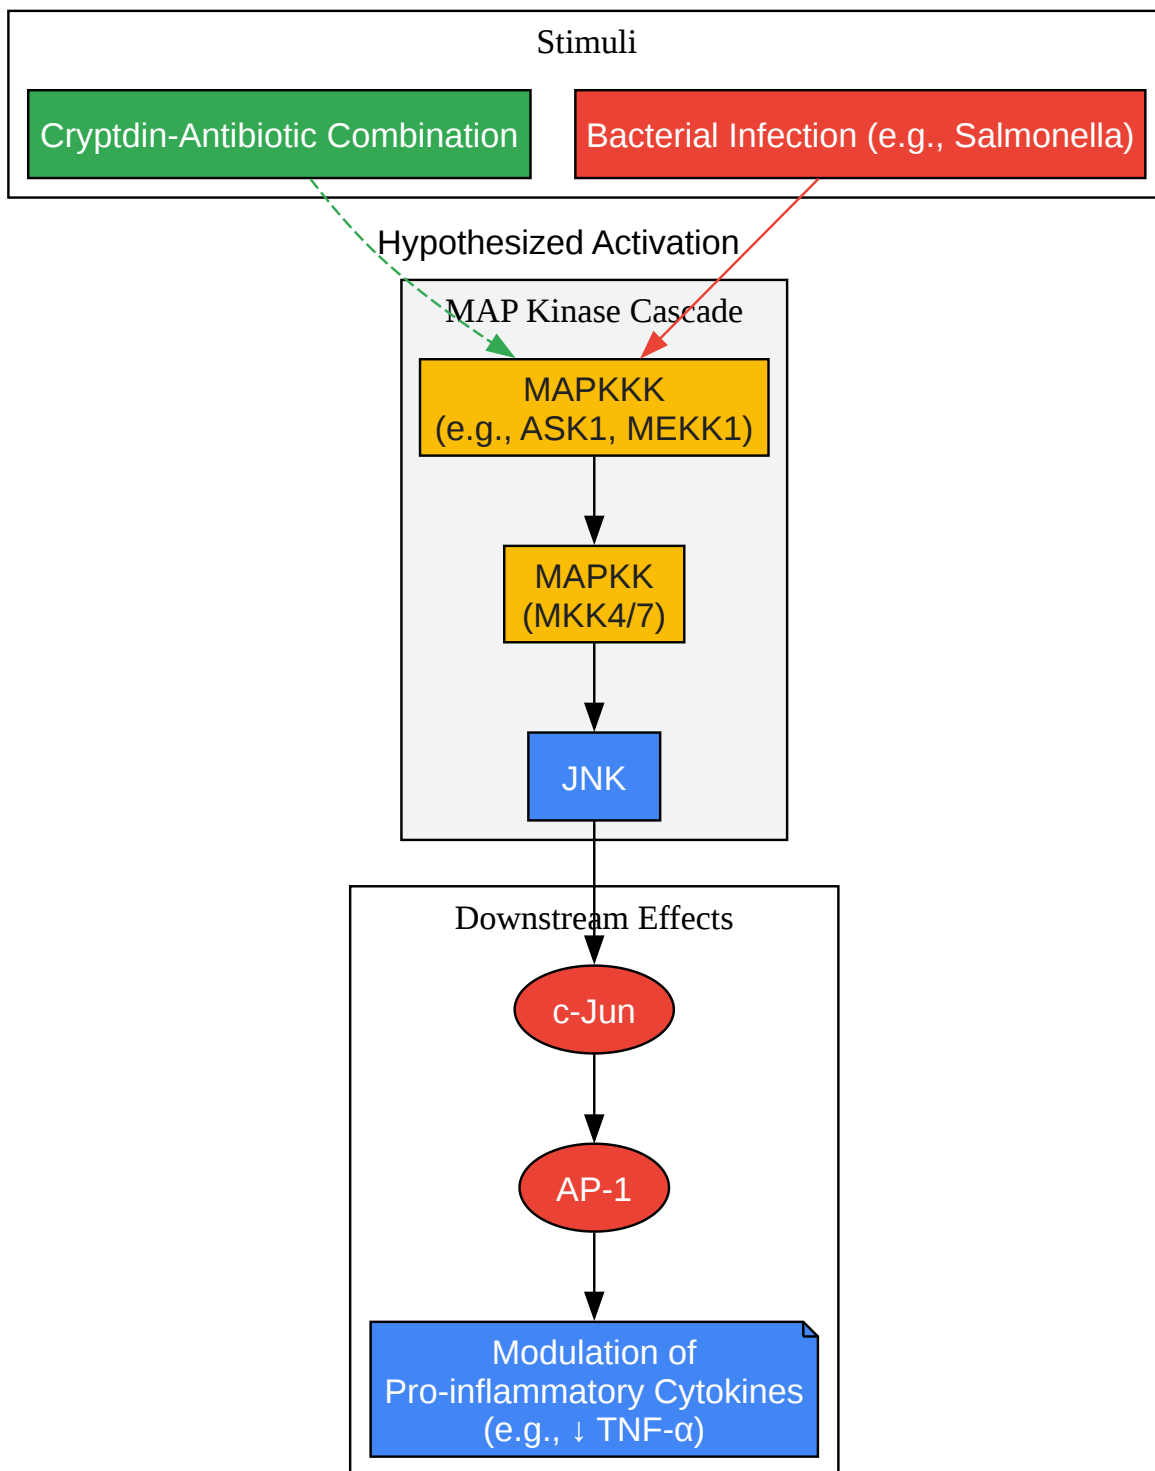 Stimuli
Cryptdin-Antibiotic Combination
Bacterial Infection (e.g., Salmonella)
Hypothesized Activation
MAP Kinase Cascade
MAPKKK
(e.g., ASK1, MEKK1)
MAPKK
(MKK4/7)
JNK
Downstream Effects
c-Jun
AP-1
Modulation of
Pro-inflammatory Cytokines
(e.g., ↓ TNF-α)